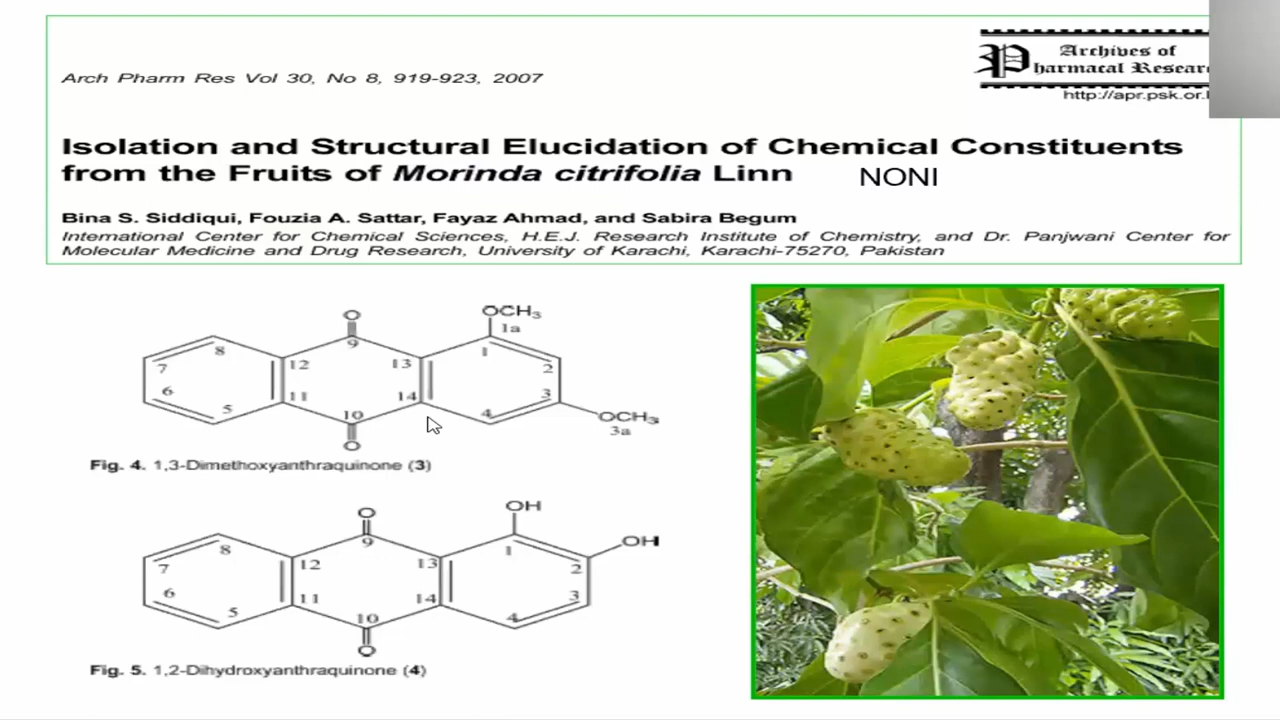 Arch Pharm Res Vol 30, No 8, 919-923, 2007
Archives of
Pharmacal Resear
http://apr.psk.or.
Isolation and Structural Elucidation of Chemical Constituents
from the Fruits of Morinda citrifolia Linn
NONI
Bina S. Siddiqui, Fouzia A. Sattar, Fayaz Ahmad, and Sabira Begum
International Center for Chemical Sciences, H.E.J. Research Institute of Chemistry, and Dr. Panjwani Center for
Molecular Medicine and Drug Research, University of Karachi, Karachi-75270, Pakistan
O
OCH3
1a
8
9
1
7
12
13
2
6
11
14
3
5
10
4
OCH3
O
3a
Fig. 4. 1,3-Dimethoxyanthraquinone (3)
O
OH
OH
8
9
1
7
12
13
2
6
11
14
3
5
10
4
O
Fig. 5. 1,2-Dihydroxyanthraquinone (4)